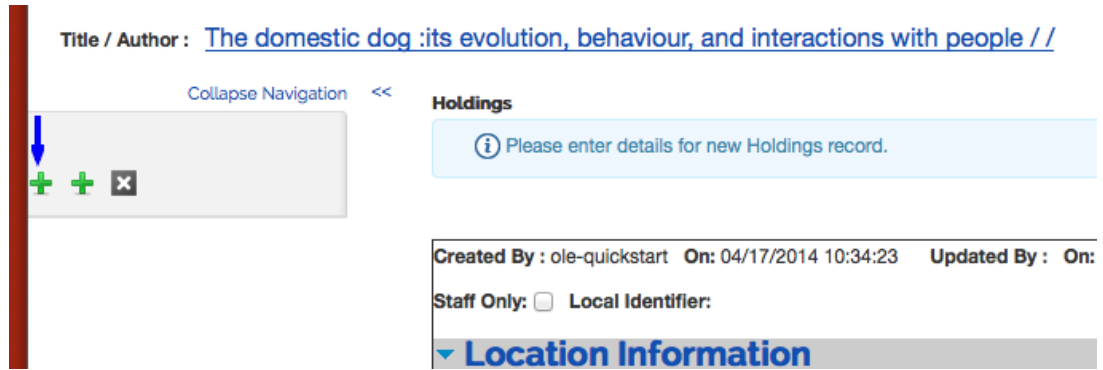 Title / Author : The domestic dog :its evolution, behaviour, and interactions with people / /
Collapse Navigation <<
Holdings
Please enter details for new Holdings record.
Created By : ole-quickstart On: 04/17/2014 10:34:23 Updated By : On:
Staff Only: Local Identifier:
Location Information